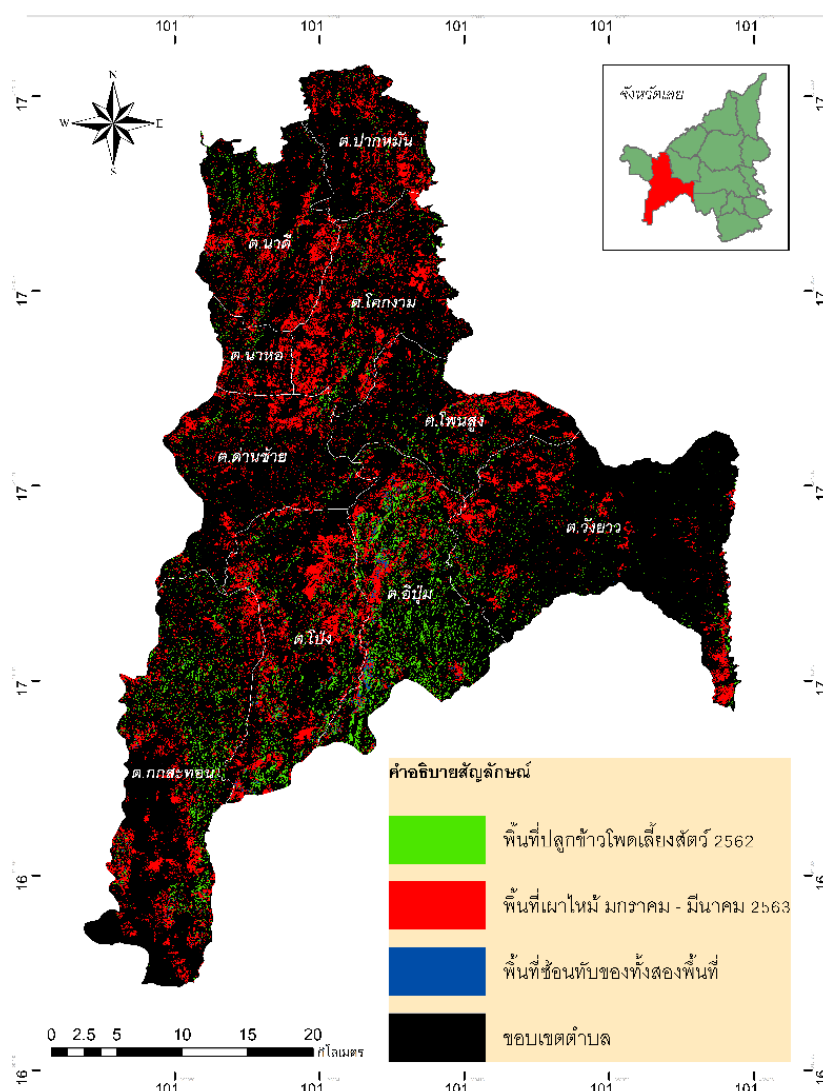 101 101 101 101 101
N
W E
S
จังหวัดเลย
17 17
ต.ปากหมัน
ต.นาดี
17 17
ต.โคกงาม
ต.นาหอ
ต.โพนสูง
ต.ด่านซ้าย
17 17
ต.วังยาว
ต.อิปุ่ม
ต.โป่ง
17 17
ต.กกสะทอน
คำอธิบายสัญลักษณ์
พื้นที่ปลูกข้าวโพดเลี้ยงสัตว์ 2562
16 16
พื้นที่เผาไหม้ มกราคม - มีนาคม 2563
พื้นที่ซ้อนทับของทั้งสองพื้นที่
ขอบเขตตำบล
0 2.5 5 10 15 20
กิโลเมตร
16 16
101 101 101 101 101